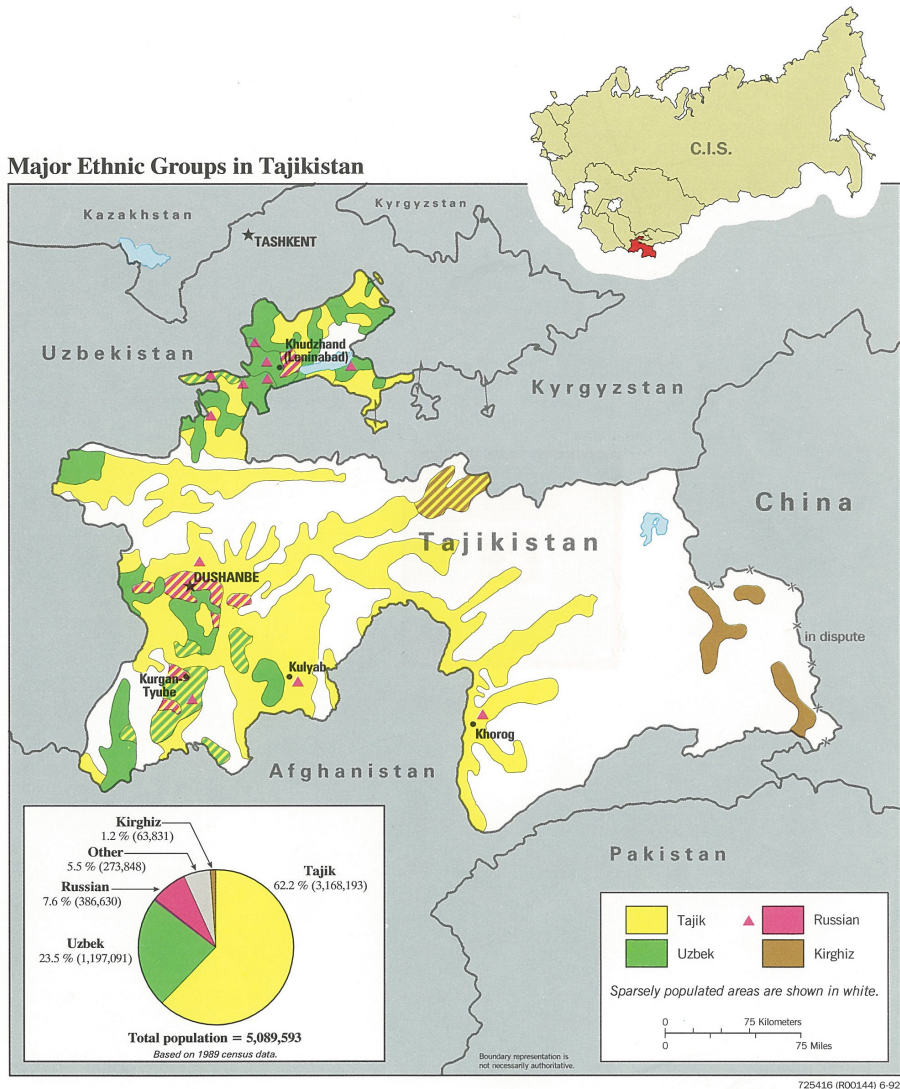 C.I.S.
Major Ethnic Groups in Tajikistan
Kazakhstan
Kyrgyzstan
TASHKENT
Uzbekistan
Khudzhand
(Leninabad)
Kyrgyzstan
China
Tajikistan
DUSHANBE
in dispute
Kulyab
Kurgan-
Tyube
Khorog
Afghanistan
Pakistan
Kirghiz
1.2 % (63,831)
Other
5.5 % (273,848)
Russian
7.6 % (386,630)
Tajik
62.2 % (3,168,193)
Uzbek
23.5 % (1,197,091)
Total population = 5,089,593
Based on 1989 census data.
Boundary representation is
not necessarily authoritative.
Tajik
Russian
Uzbek
Kirghiz
Sparsely populated areas are shown in white.
0 75 Kilometers
0 75 Miles
725416 (R00144) 6-92